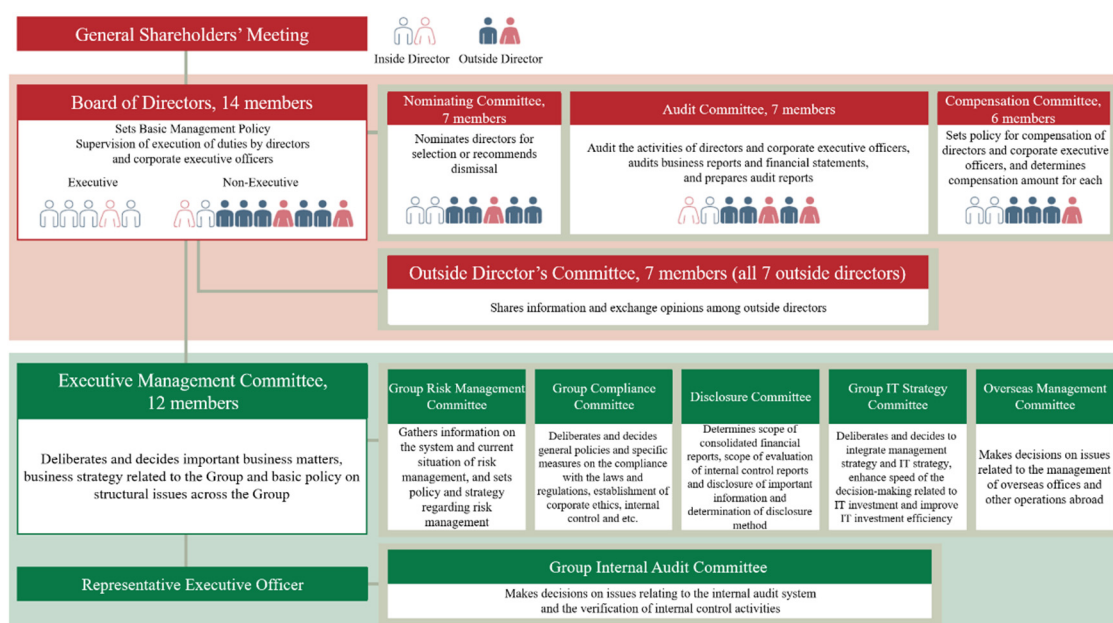 General Shareholders' Meeting
Inside Director
Outside Director
Board of Directors, 14 members
Sets Basic Management Policy
Supervision of execution of duties by directors
and corporate executive officers
Executive
Non-Executive
Nominating Committee,
7 members
Nominates directors for
selection or recommends
dismissal
Audit Committee, 7 members
Audit the activities of directors and corporate executive officers,
audits business reports and financial statements,
and prepares audit reports
Compensation Committee,
6 members
Sets policy for compensation of
directors and corporate executive
officers, and determines
compensation amount for each
Outside Director's Committee, 7 members (all 7 outside directors)
Shares information and exchange opinions among outside directors
Executive Management Committee,
12 members
Deliberates and decides important business matters,
business strategy related to the Group and basic policy on
structural issues across the Group
Group Risk Management
Committee
Gathers information on
the system and current
situation of risk
management, and sets
policy and strategy
regarding risk
management
Group Compliance
Committee
Deliberates and decides
general policies and specific
measures on the compliance
with the laws and
regulations, establishment of
corporate ethics, internal
control and etc.
Disclosure Committee
Determines scope of
consolidated financial
reports, scope of evaluation
of internal control reports
and disclosure of important
information and
determination of disclosure
method
Group IT Strategy
Committee
Deliberates and decides to
integrate management
strategy and IT strategy,
enhance speed of the
decision-making related to
IT investment and improve
IT investment efficiency
Overseas Management
Committee
Makes decisions on issues
related to the management
of overseas offices and
other operations abroad
Representative Executive Officer
Group Internal Audit Committee
Makes decisions on issues relating to the internal audit system
and the verification of internal control activities